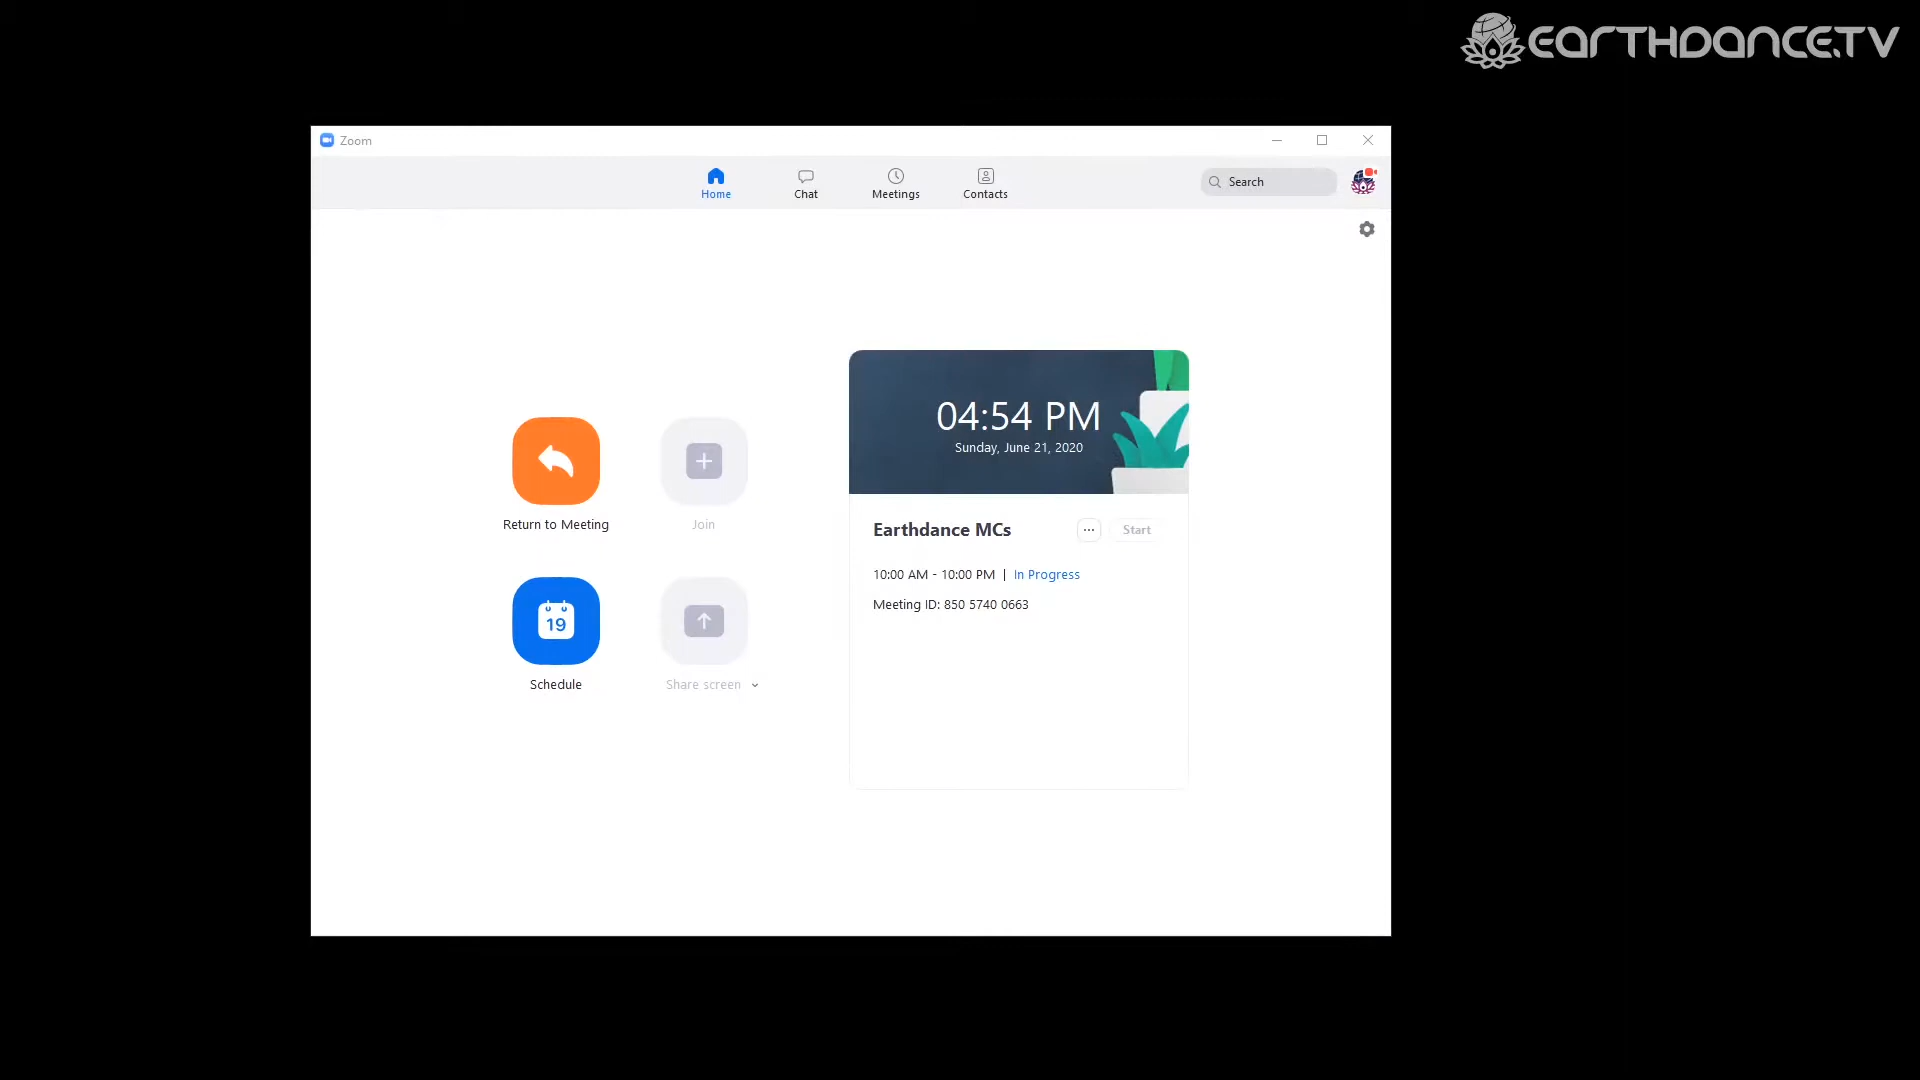 EARTHDANCE.TV
Zoom
Home
Chat
Meetings
Contacts
Search
04:54 PM
Sunday, June 21, 2020
Return to Meeting
Join
Earthdance MCs
... Start
10:00 AM - 10:00 PM | In Progress
Meeting ID: 850 5740 0663
19
Schedule
Share screen